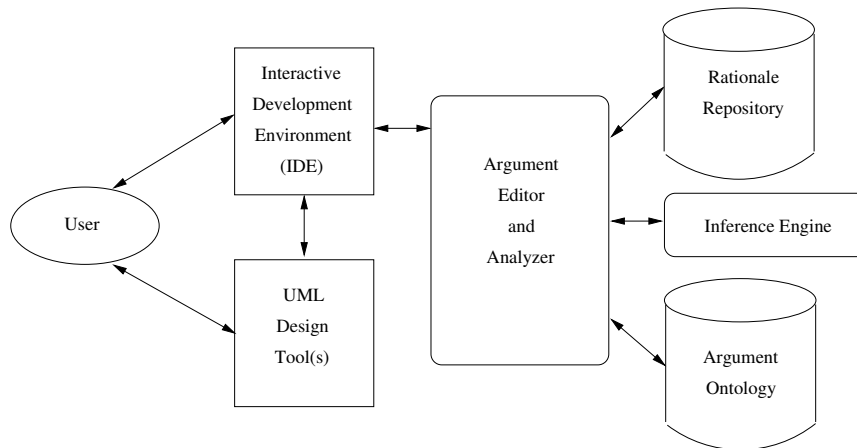 User
Interactive
Development
Environment
(IDE)
UML
Design
Tool(s)
Argument
Editor
and
Analyzer
Rationale
Repository
Inference Engine
Argument
Ontology